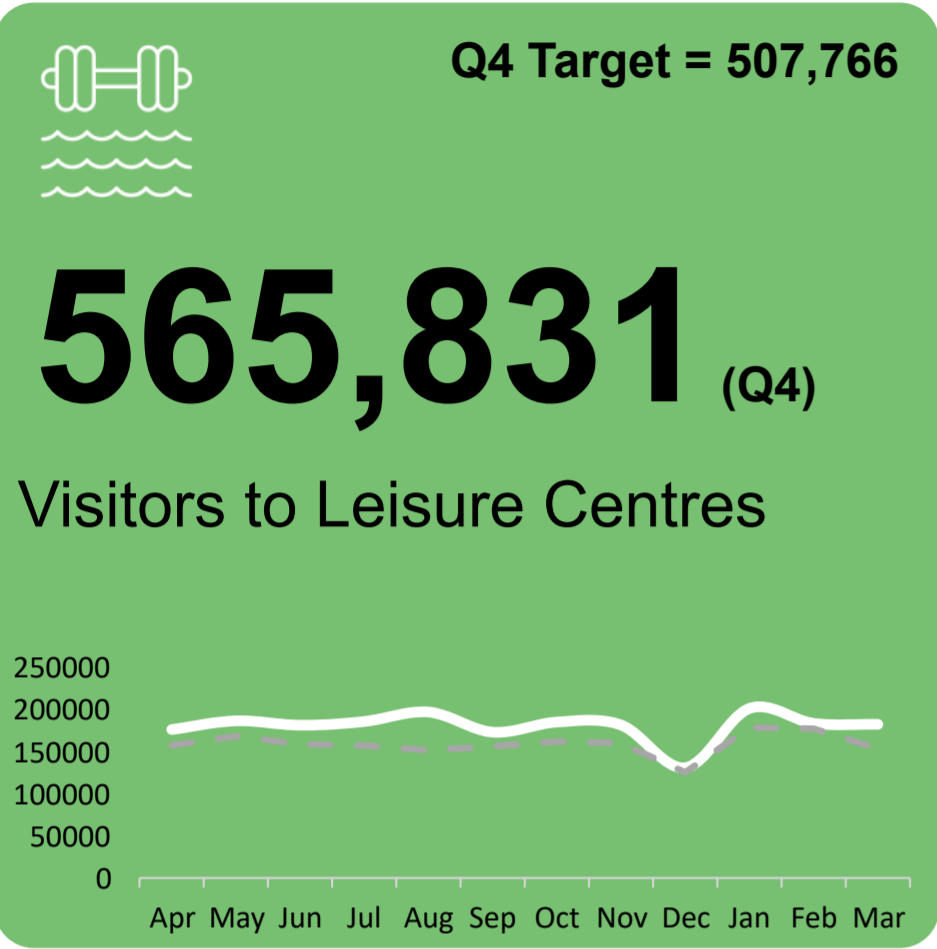 Q4 Target = 507,766
565,831 (Q4)
Visitors to Leisure Centres
250000
200000
150000
100000
50000
0
Apr May Jun Jul Aug Sep Oct Nov Dec Jan Feb Mar